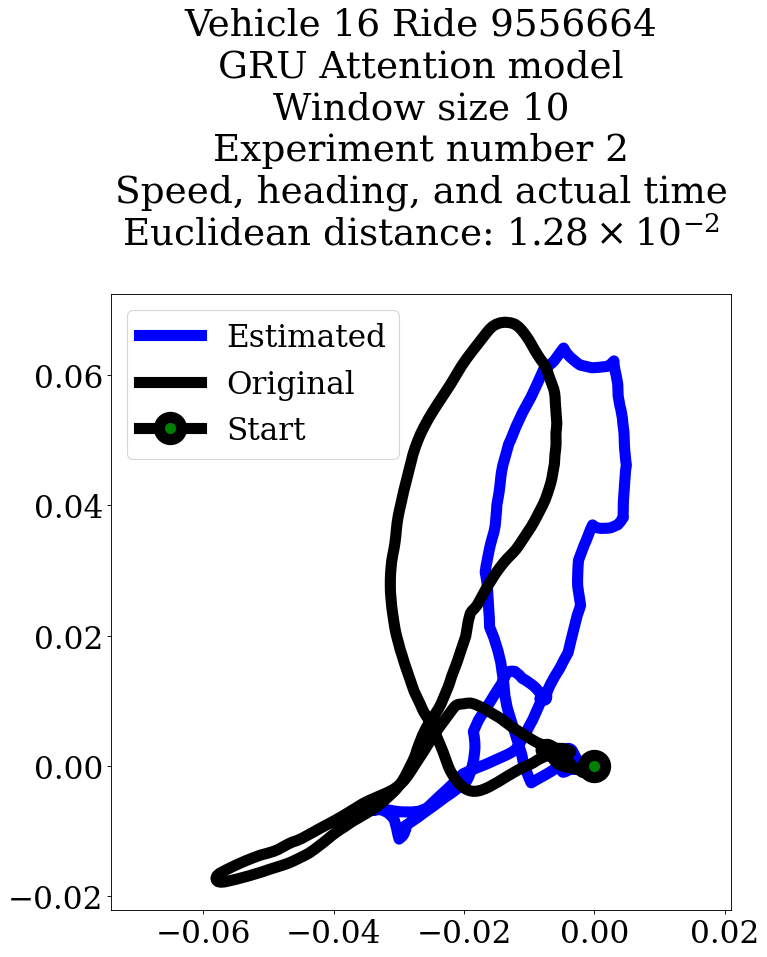 Vehicle 16 Ride 9556664
GRU Attention model
Window size 10
Experiment number 2
Speed, heading, and actual time
Euclidean distance: 1.28 × 10⁻²
Estimated
Original
Start
0.06
0.04
0.02
0.00
−0.02
−0.06 −0.04 −0.02 0.00 0.02